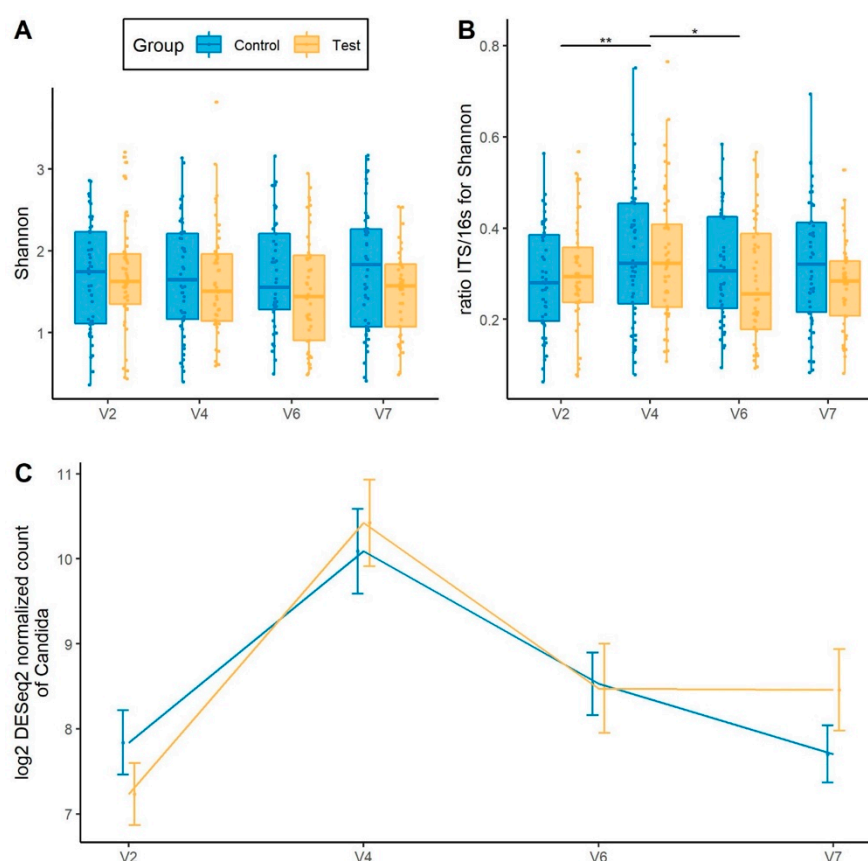 A
Group Control Test
Shannon
3
2
1
V2 V4 V6 V7
B
ratio ITS/16s for Shannon
0.8
0.6
0.4
0.2
**
*
V2 V4 V6 V7
C
log2 DESeq2 normalized count
of Candida
11
10
9
8
7
V2 V4 V6 V7